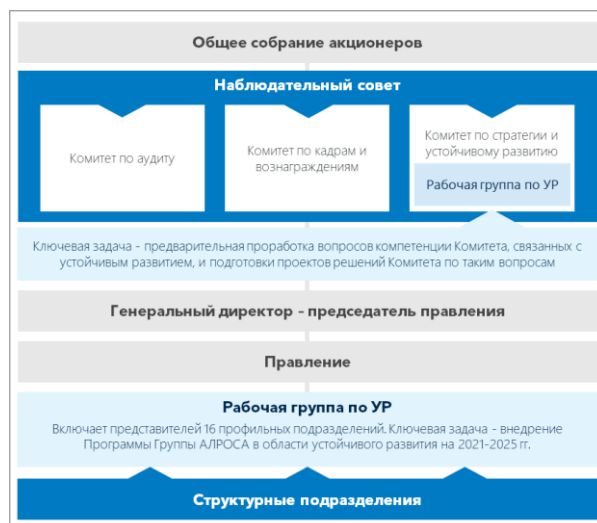 Общее собрание акционеров
Наблюдательный совет
Комитет по аудиту
Комитет по кадрам и
вознаграждениям
Комитет по стратегии и
устойчивому развитию
Рабочая группа по УР
Ключевая задача – предварительная проработка вопросов компетенции Комитета, связанных с
устойчивым развитием, и подготовки проектов решений Комитета по таким вопросам
Генеральный директор – председатель правления
Правление
Рабочая группа по УР
Включает представителей 16 профильных подразделений. Ключевая задача – внедрение
Программы Группы АЛРОСА в области устойчивого развития на 2021-2025 гг.
Структурные подразделения